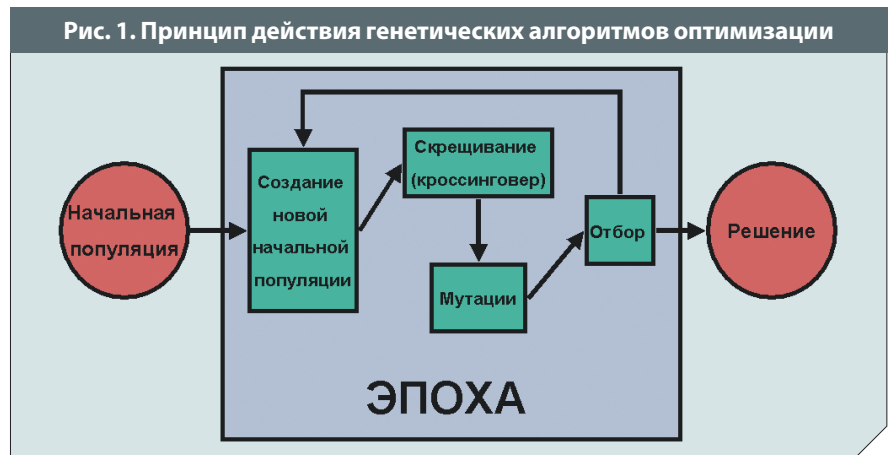 Рис. 1. Принцип действия генетических алгоритмов оптимизации
Начальная
популяция
Создание
новой
начальной
популяции
Скрещивание
(кроссинговер)
Мутации
Отбор
Решение
ЭПОХА